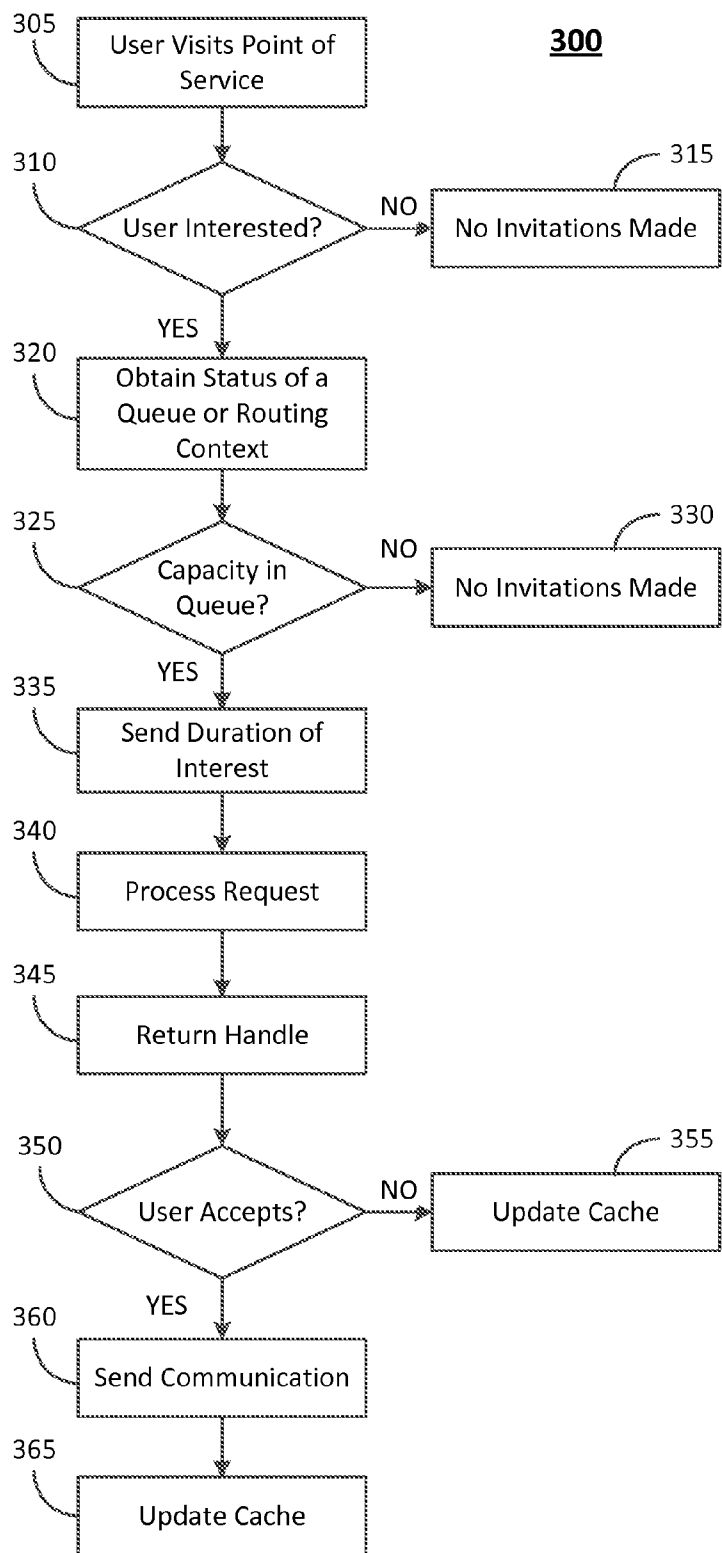 305
User Visits Point of
Service
300
310
User Interested?
NO
315
No Invitations Made
YES
320
Obtain Status of a
Queue or Routing
Context
325
Capacity in
Queue?
NO
330
No Invitations Made
YES
335
Send Duration of
Interest
340
Process Request
345
Return Handle
350
User Accepts?
NO
355
Update Cache
YES
360
Send Communication
365
Update Cache